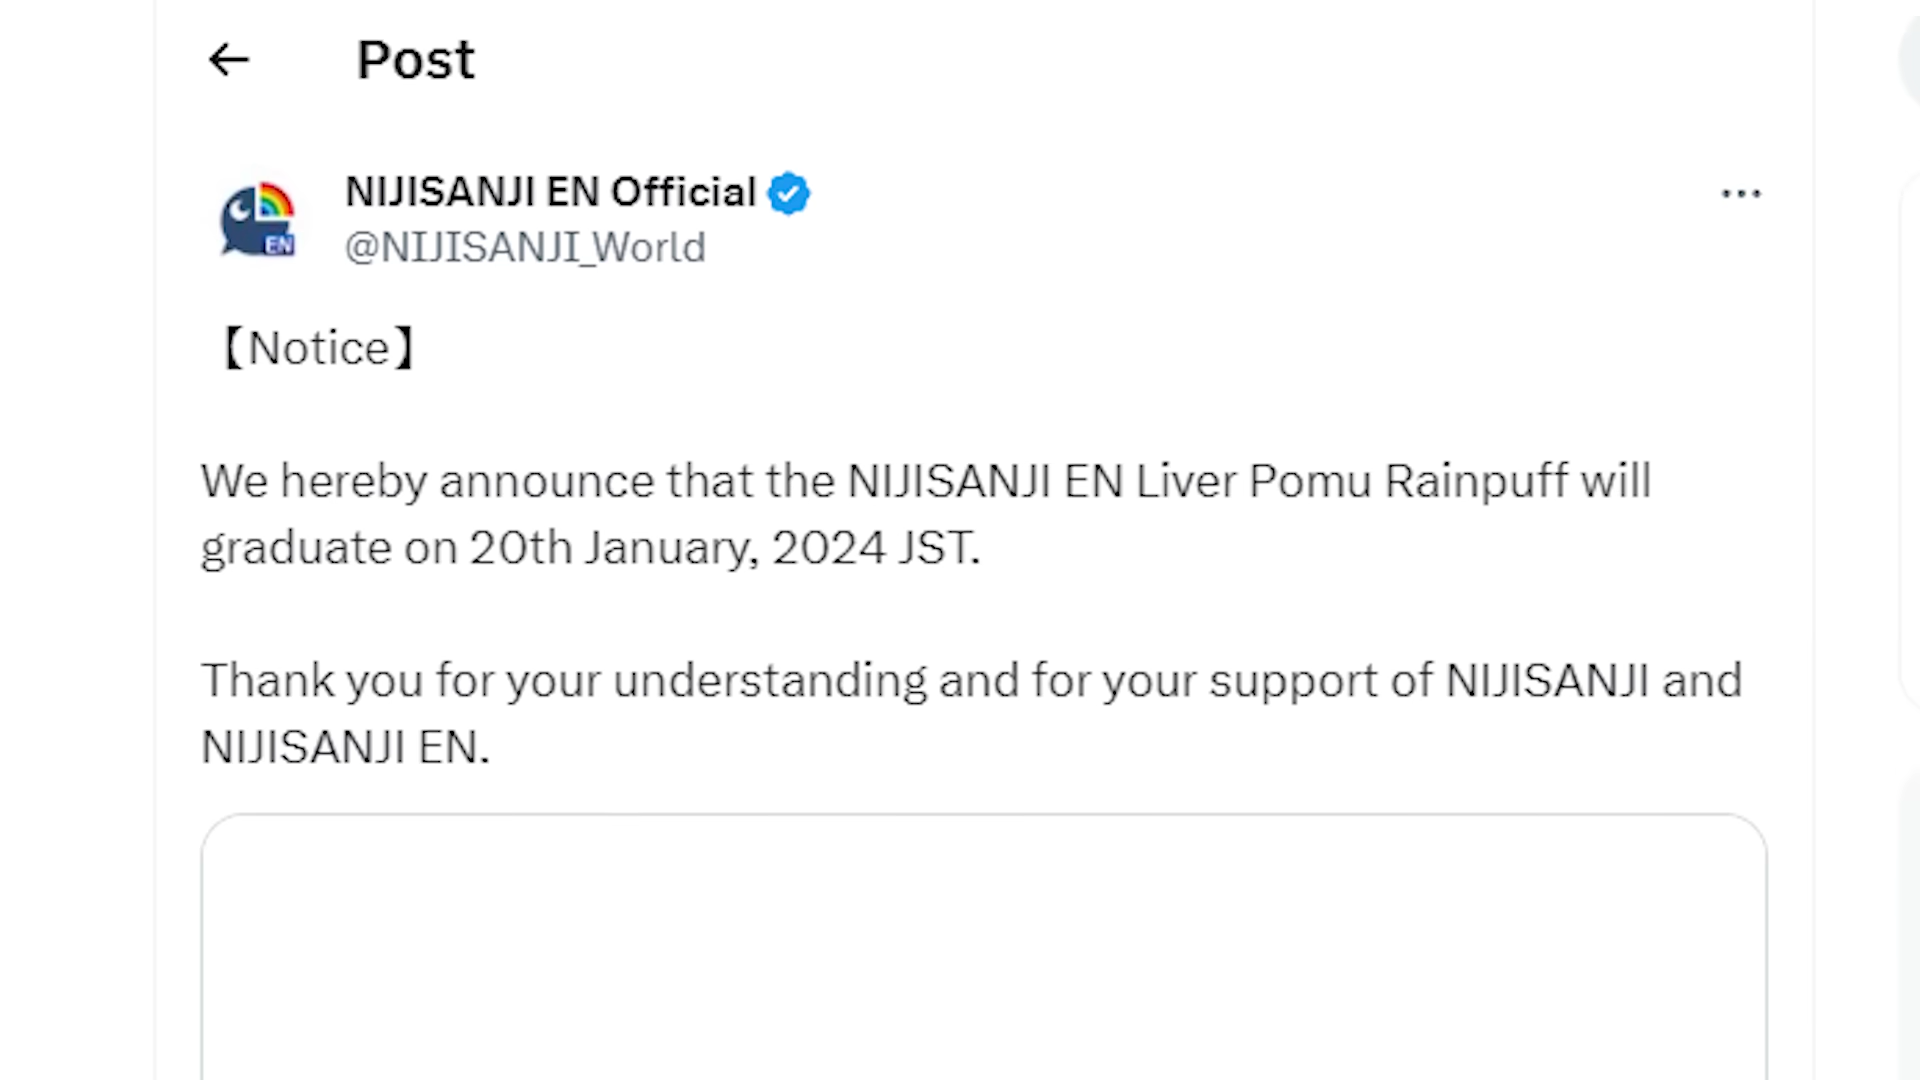 Post
NIJISANJI EN Official
@NIJISANJI_World
EN
【Notice】
We hereby announce that the NIJISANJI EN Liver Pomu Rainpuff will
graduate on 20th January, 2024 JST.
Thank you for your understanding and for your support of NIJISANJI and
NIJISANJI EN.